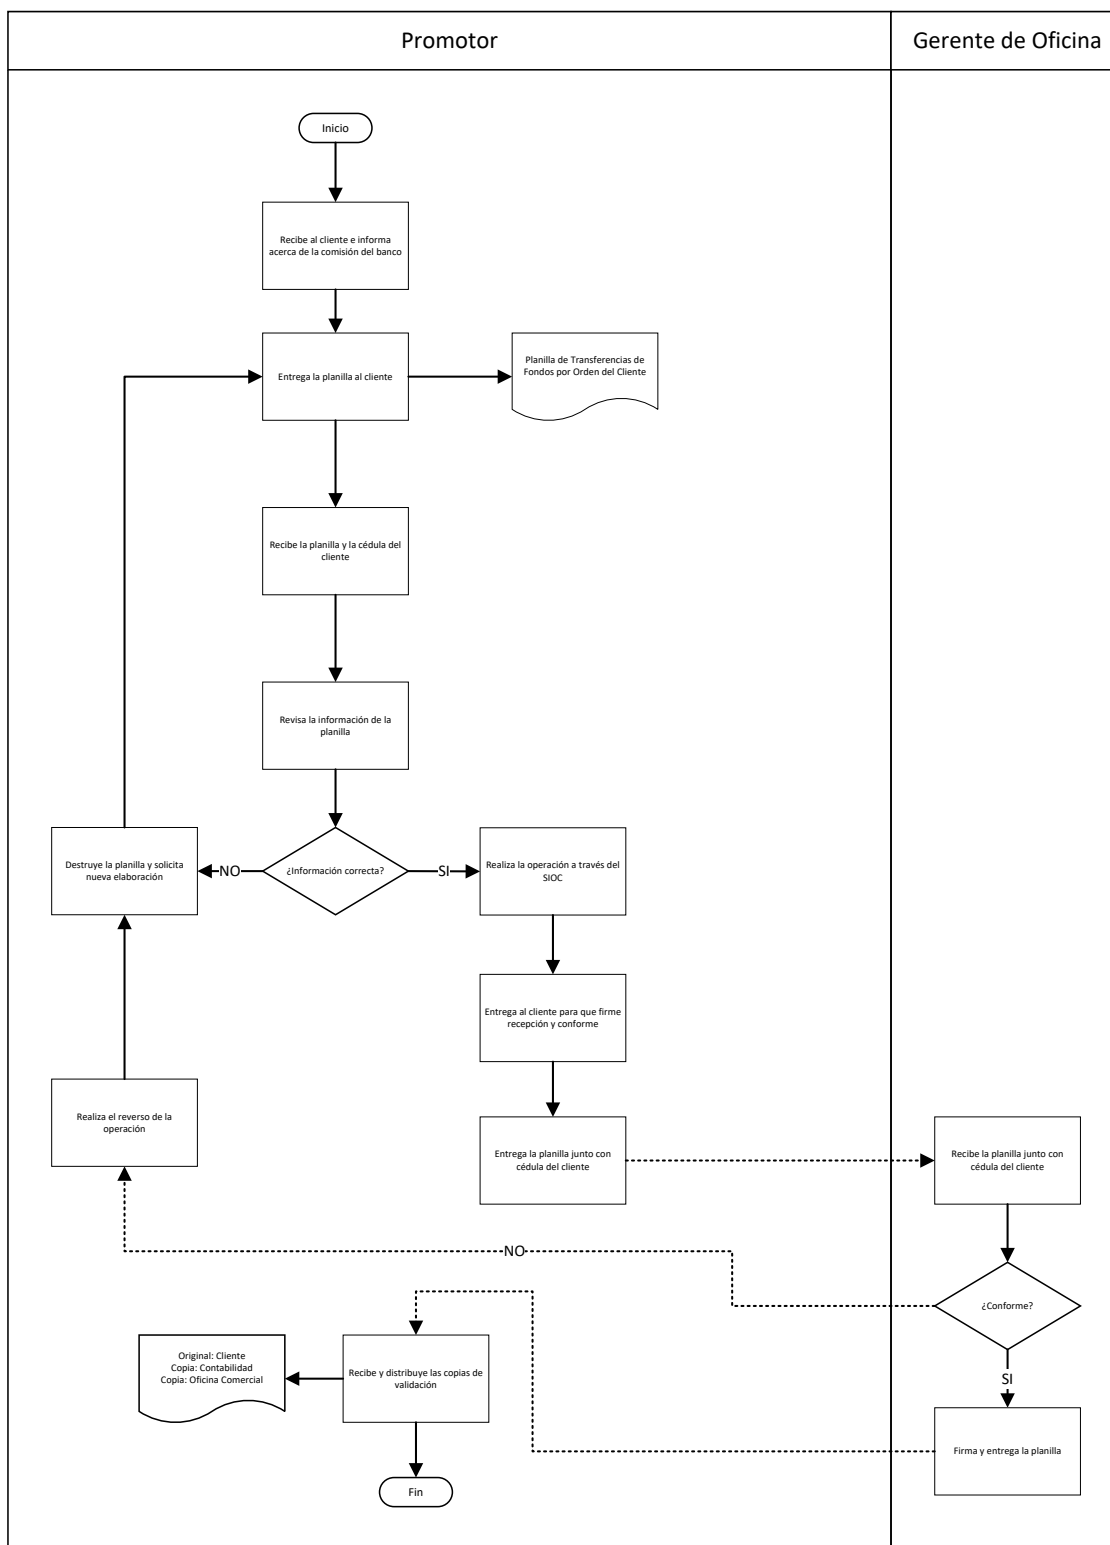 Promotor
Gerente de Oficina
Inicio
Recibe al cliente e informa
acerca de la comisión del banco
Entrega la planilla al cliente
Planilla de Transferencias de
Fondos por Orden del Cliente
Recibe la planilla y la cédula del
cliente
Revisa la información de la
planilla
Destruye la planilla y solicita
nueva elaboración
NO
¿Información correcta?
SI
Realiza la operación a través del
SIOC
Entrega al cliente para que firme
recepción y conforme
Realiza el reverso de la
operación
Entrega la planilla junto con
cédula del cliente
Recibe la planilla junto con
cédula del cliente
NO
¿Conforme?
Original: Cliente
Copia: Contabilidad
Copia: Oficina Comercial
Recibe y distribuye las copias de
validación
SI
Firma y entrega la planilla
Fin